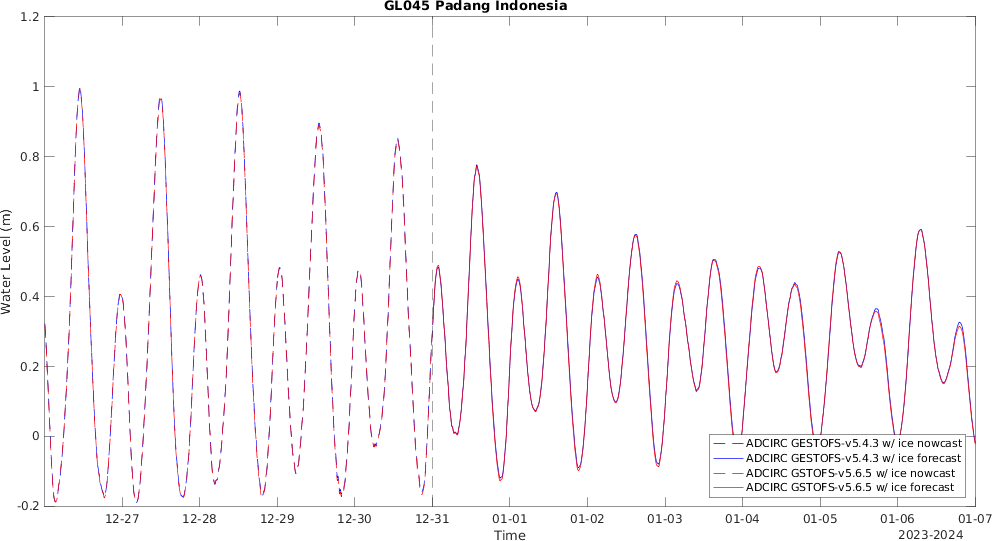 GL045 Padang Indonesia
1.2
1
0.8
0.6
0.4
0.2
0
-0.2
Water Level (m)
12-27 12-28 12-29 12-30 12-31 01-01 01-02 01-03 01-04 01-05 01-06 01-07
Time
2023-2024
ADCIRC GESTOFS-v5.4.3 w/ ice nowcast
ADCIRC GESTOFS-v5.4.3 w/ ice forecast
ADCIRC GSTOFS-v5.6.5 w/ ice nowcast
ADCIRC GSTOFS-v5.6.5 w/ ice forecast